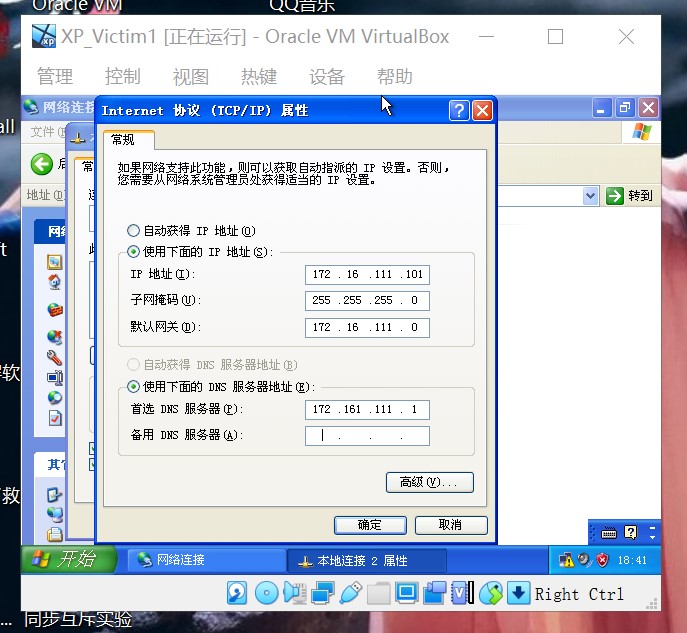 Oracle VM
QQ音乐
XP_Victim1 [正在运行] - Oracle VM VirtualBox
管理 控制 视图 热键 设备 帮助
网络连接
Internet 协议 (TCP/IP) 属性
all
文件(F)
常规
如果网络支持此功能,则可以获取自动指派的 IP 设置。否则,
您需要从网络系统管理员处获得适当的 IP 设置。
地址(D)
转到
自动获得 IP 地址(O)
使用下面的 IP 地址(S):
IP 地址(I): 172 . 16 .111 .101
子网掩码(U): 255 .255 .255 . 0
默认网关(D): 172 . 16 .111 . 0
自动获得 DNS 服务器地址(B)
使用下面的 DNS 服务器地址(E):
首选 DNS 服务器(P): 172 .161 .111 . 1
备用 DNS 服务器(A): . . .
高级(V)...
确定 取消
开始 网络连接 本地连接 2 属性 18:41
Right Ctrl
... 同步互斥实验